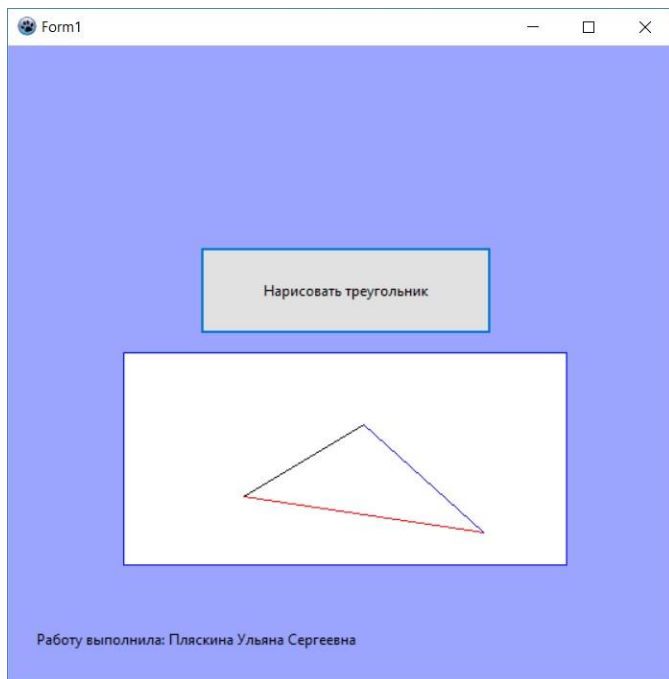 Form1
Нарисовать треугольник
Работу выполнила: Пляскина Ульяна Сергеевна